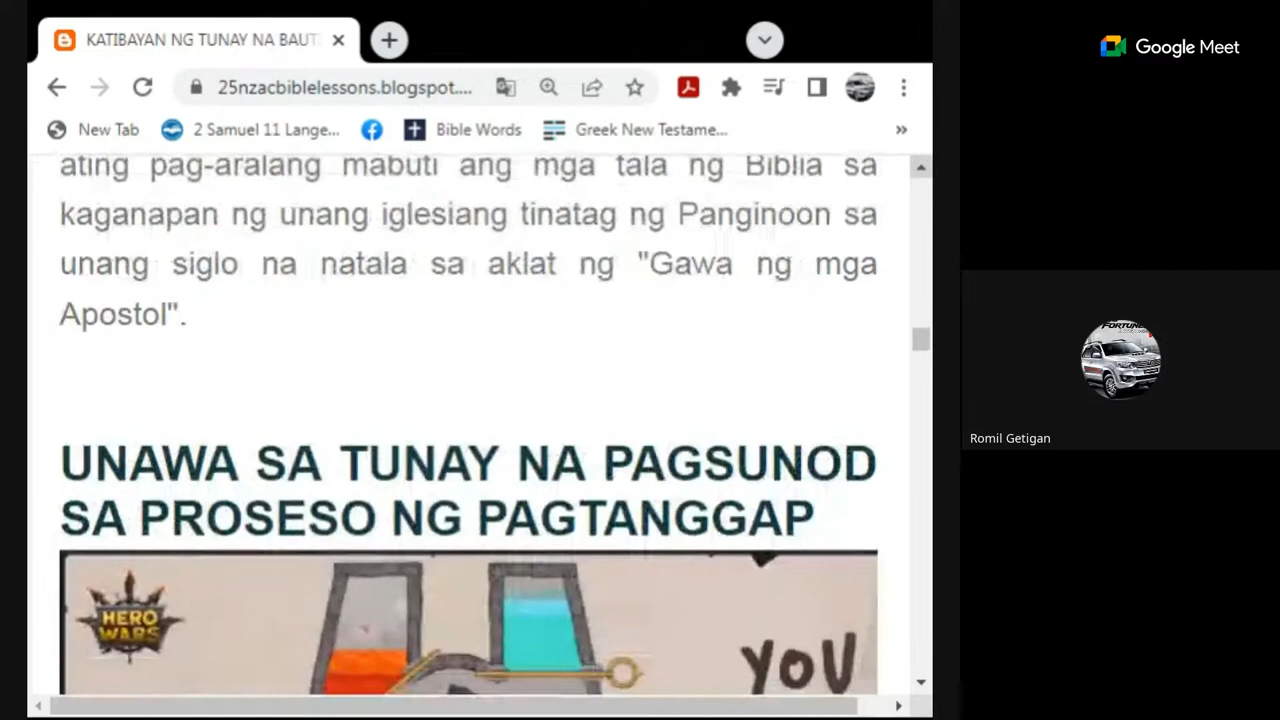 KATIBAYAN NG TUNAY NA BAUT
Google Meet
25nzacbiblelessons.blogspot....
New Tab
2 Samuel 11 Lange...
Bible Words
Greek New Testame...
»
ating pag-aralang mabuti ang mga tala ng Biblia sa
kaganapan ng unang iglesiang tinatag ng Panginoon sa
unang siglo na natala sa aklat ng "Gawa ng mga
Apostol".
FORTUNER
Romil Getigan
UNAWA SA TUNAY NA PAGSUNOD
SA PROSESO NG PAGTANGGAP
HERO
WARS
YOU